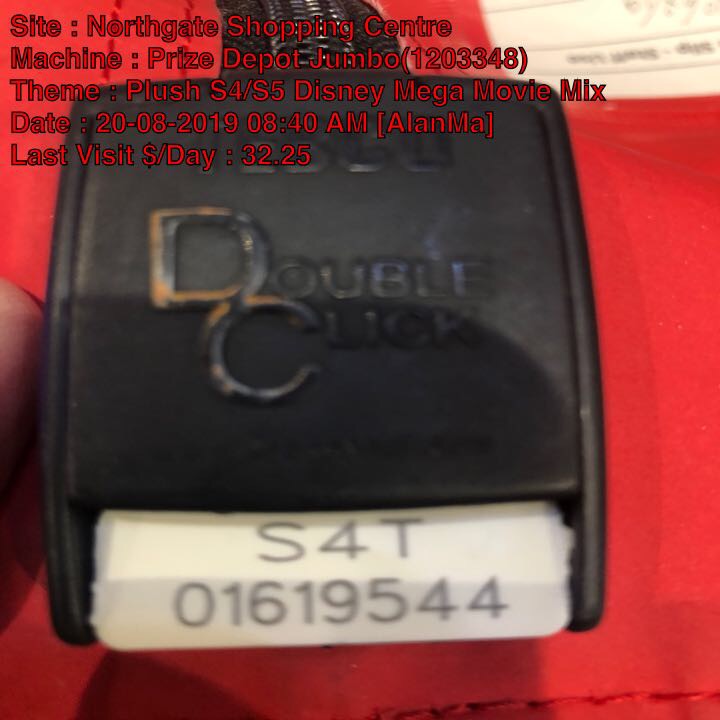 Site : Northgate Shopping Centre
Machine : Prize Depot Jumbo(1203348)
Theme : Plush S4/S5 Disney Mega Movie Mix
Date : 20-08-2019 08:40 AM [AlanMa]
Last Visit $/Day : 32.25
DOUBLE
CLICK
S4T
01619544